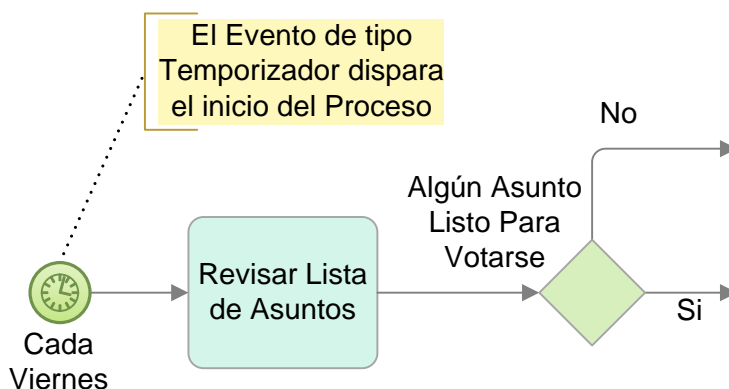 El Evento de tipo
Temporizador dispara
el inicio del Proceso
No
Algún Asunto
Listo Para
Votarse
Revisar Lista
de Asuntos
Si
Cada
Viernes